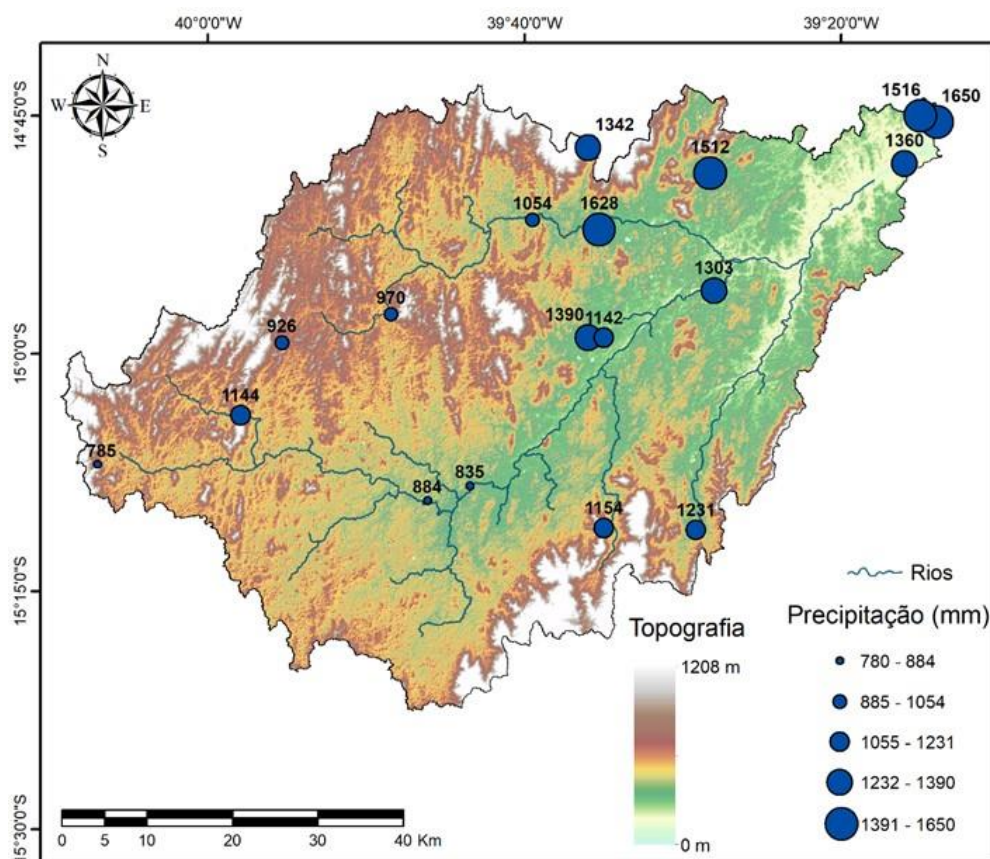 40°0'0"W 39°40'0"W 39°20'0"W
14°45'0"S
15°0'0"S
15°15'0"S
15°30'0"S
N
W E
S
1516 1650
1342
1512
1360
1054 1628
1303
970
926
1390 1142
1144
785
835
884
1154 1231
Rios
Topografia
1208 m
0 m
Precipitação (mm)
780 - 884
885 - 1054
1055 - 1231
1232 - 1390
1391 - 1650
0 5 10 20 30 40 Km